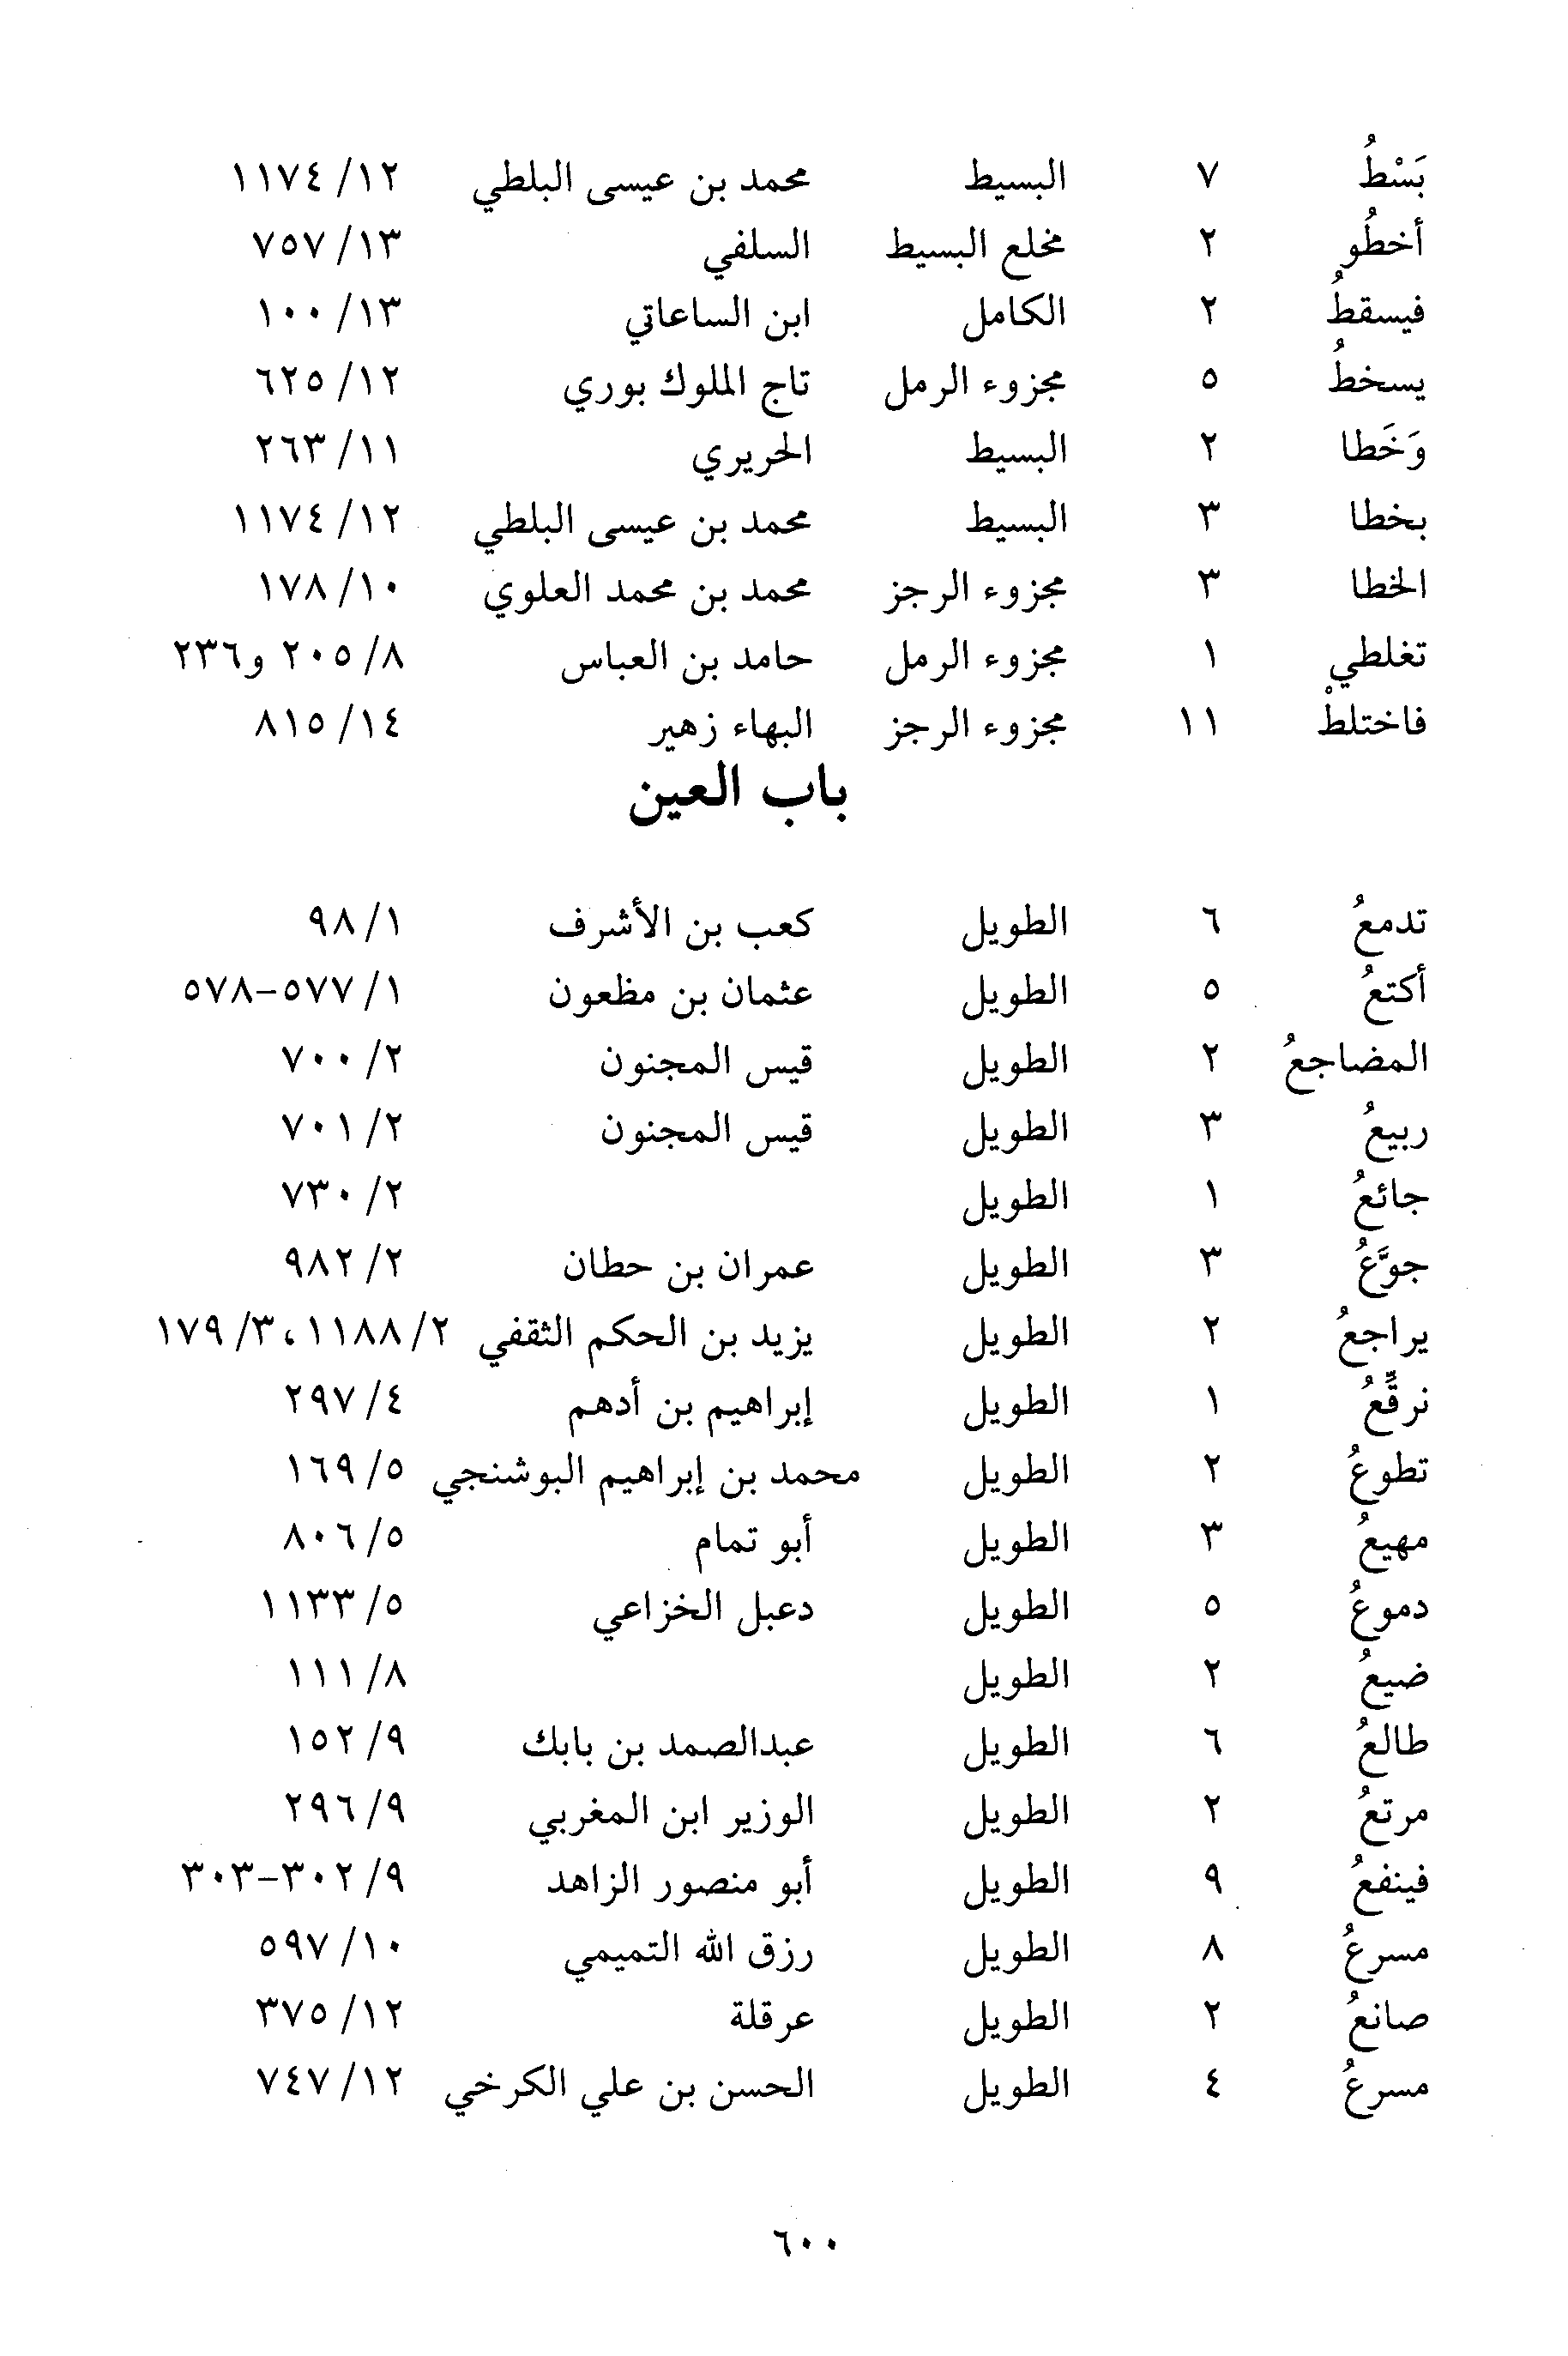 بَسْطُ ٧ البسيط محمد بن عيسى البلطي ١٢/ ١١٧٤
أخطُو ٢ مخلع البسيط السلفي ١٣/ ٧٥٧
فيسقطُ ٢ الكامل ابن الساعاتي ١٣/ ١٠٠
يسخطُ ٥ مجزوء الرمل تاج الملوك بوري ١٢/ ٦٢٥
وَخَطا ٢ البسيط الحريري ١١/ ٢٦٣
بخطا ٣ البسيط محمد بن عيسى البلطي ١٢/ ١١٧٤
الخطا ٣ مجزوء الرجز محمد بن محمد العلوي ١٠/ ١٧٨
تغلطي ١ مجزوء الرمل حامد بن العباس ٨/ ٢٠٥ و٢٣٦
فاختلطْ ١١ مجزوء الرجز البهاء زهير ١٤/ ٨١٥
باب العين
تدمعُ ٦ الطويل كعب بن الأشرف ١/ ٩٨
أكتعُ ٥ الطويل عثمان بن مظعون ١/ ٥٧٧-٥٧٨
المضاجعُ ٢ الطويل قيس المجنون ٢/ ٧٠٠
ربيعُ ٣ الطويل قيس المجنون ٢/ ٧٠١
جائعُ ١ الطويل ٢/ ٧٣٠
جوَّعُ ٣ الطويل عمران بن حطان ٢/ ٩٨٢
يراجعُ ٢ الطويل يزيد بن الحكم الثقفي ٢/ ١١٨٨، ٣/ ١٧٩
نرقِّعُ ١ الطويل إبراهيم بن أدهم ٤/ ٢٩٧
تطوعُ ٢ الطويل محمد بن إبراهيم البوشنجي ٥/ ١٦٩
مهيعُ ٣ الطويل أبو تمام ٥/ ٨٠٦
دموعُ ٥ الطويل دعبل الخزاعي ٥/ ١١٣٣
ضيعُ ٢ الطويل ٨/ ١١١
طالعُ ٦ الطويل عبدالصمد بن بابك ٩/ ١٥٢
مرتعُ ٢ الطويل الوزير ابن المغربي ٩/ ٢٩٦
فينفعُ ٩ الطويل أبو منصور الزاهد ٩/ ٣٠٢-٣٠٣
مسرعُ ٨ الطويل رزق الله التميمي ١٠/ ٥٩٧
صانعُ ٢ الطويل عرقلة ١٢/ ٣٧٥
مسرعُ ٤ الطويل الحسن بن علي الكرخي ١٢/ ٧٤٧
٦٠٠